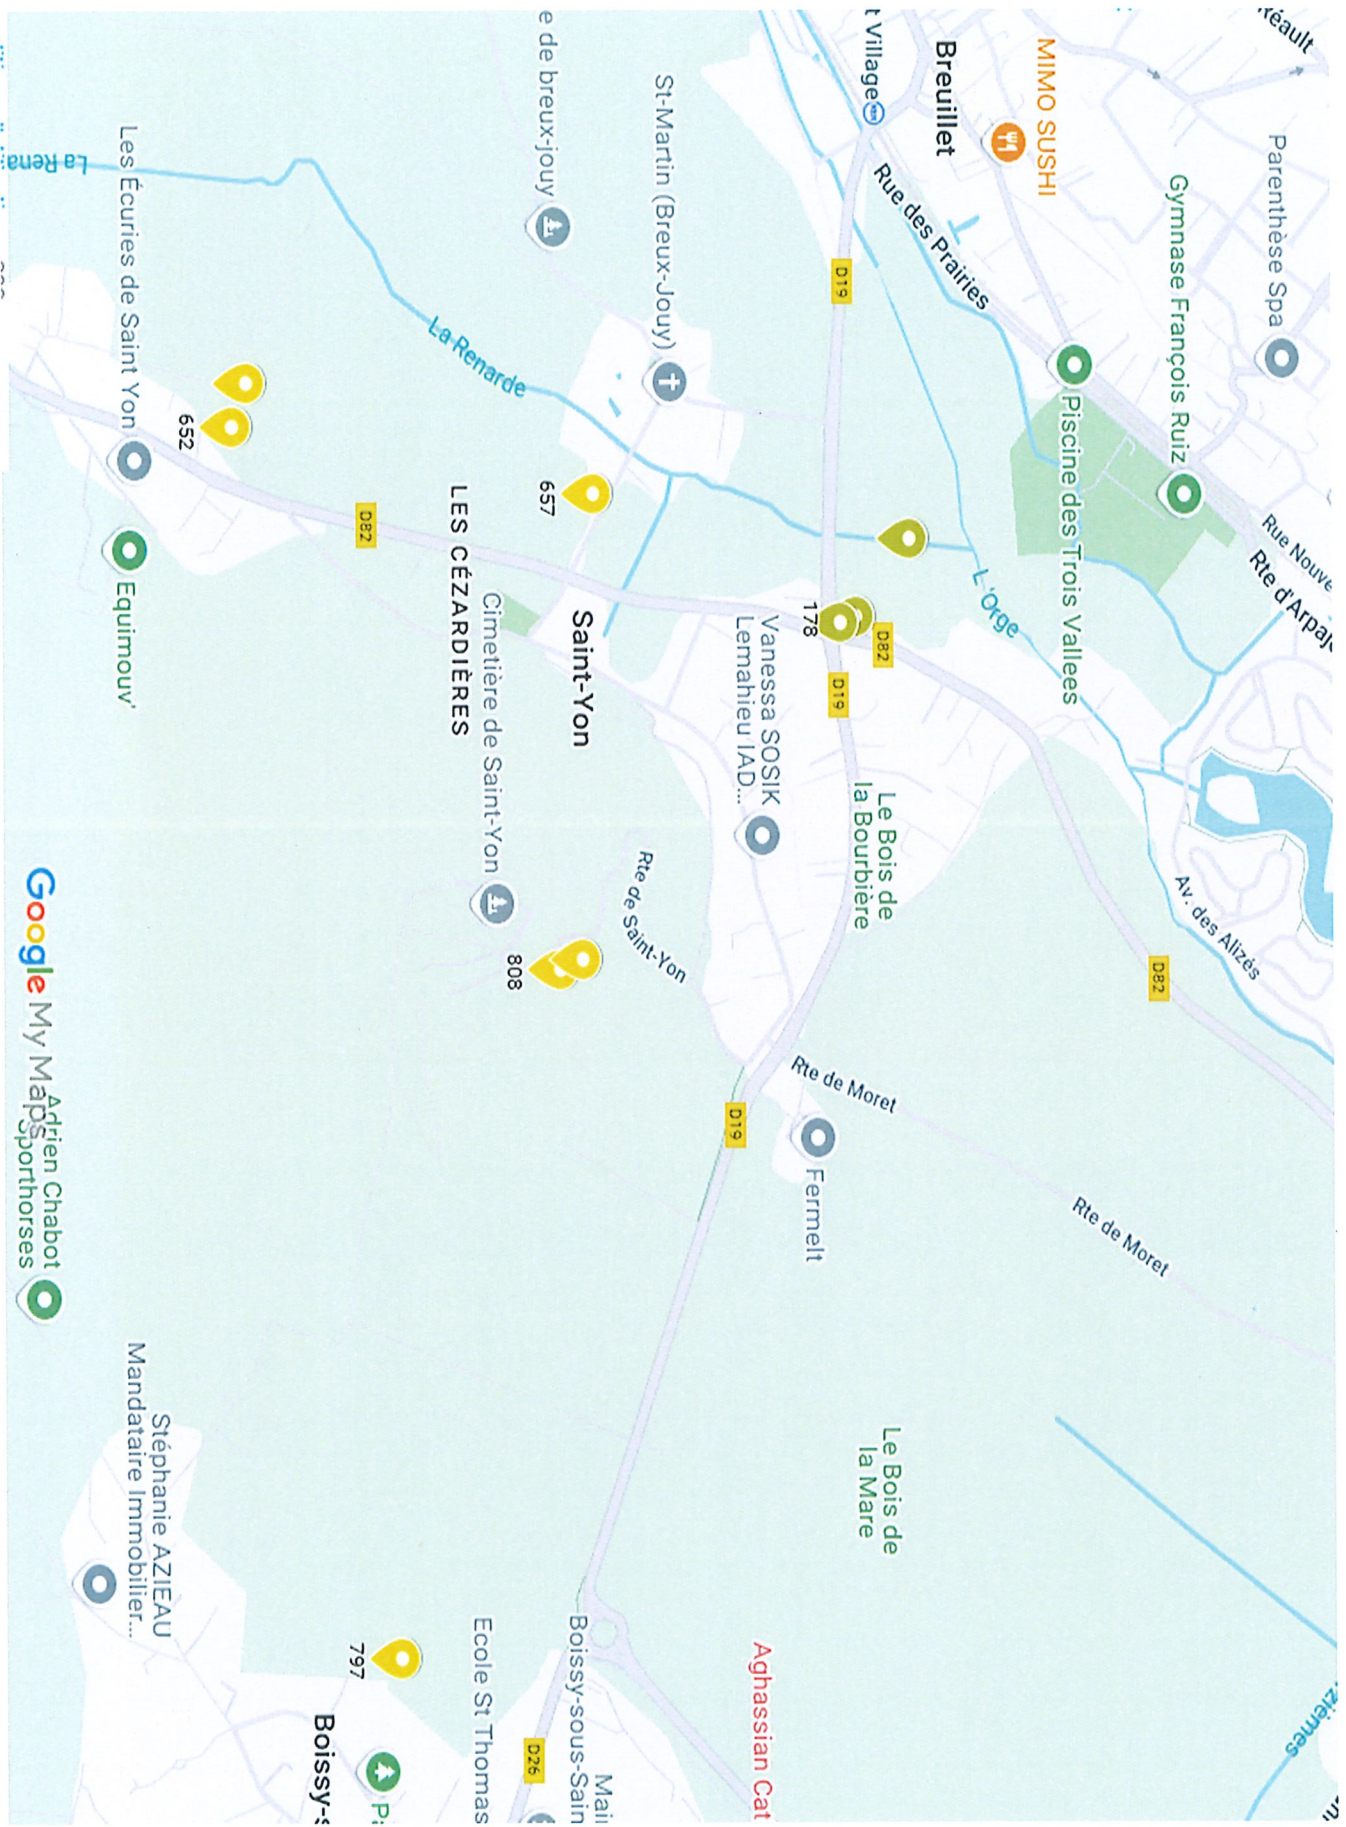 Breuillet
MIMO SUSHI
Parenthèse Spa
Gymnase François Ruiz
Piscine des Trois Vallees
Rue des Prairies
t Village
D19
e de breux-jouy
St-Martin (Breux-Jouy)
Les Écuries de Saint Yon
La Renarde
652
657
D82
LES CÉZARDIÈRES
Cimetière de Saint-Yon
Saint-Yon
Equimouv'
178
D82
D19
L'Orge
Vanessa SOSIK
Lemahieu IAD...
Le Bois de
la Bourbière
Rte de Saint-Yon
808
Av. des Alizés
D82
Rte de Moret
D19
Fermelt
Rte de Moret
Google My Maps
Adrien Chabot
Sporthorses
Le Bois de
la Mare
Stéphanie AZIEAU
Mandataire Immobilier...
797
Boissy-s
Ecole St Thomas
Boissy-sous-Sain
Mai
D26
Aghassian Cat
Rue Nouve
Rte d'Arpaj
éault
La Rena
zièmes